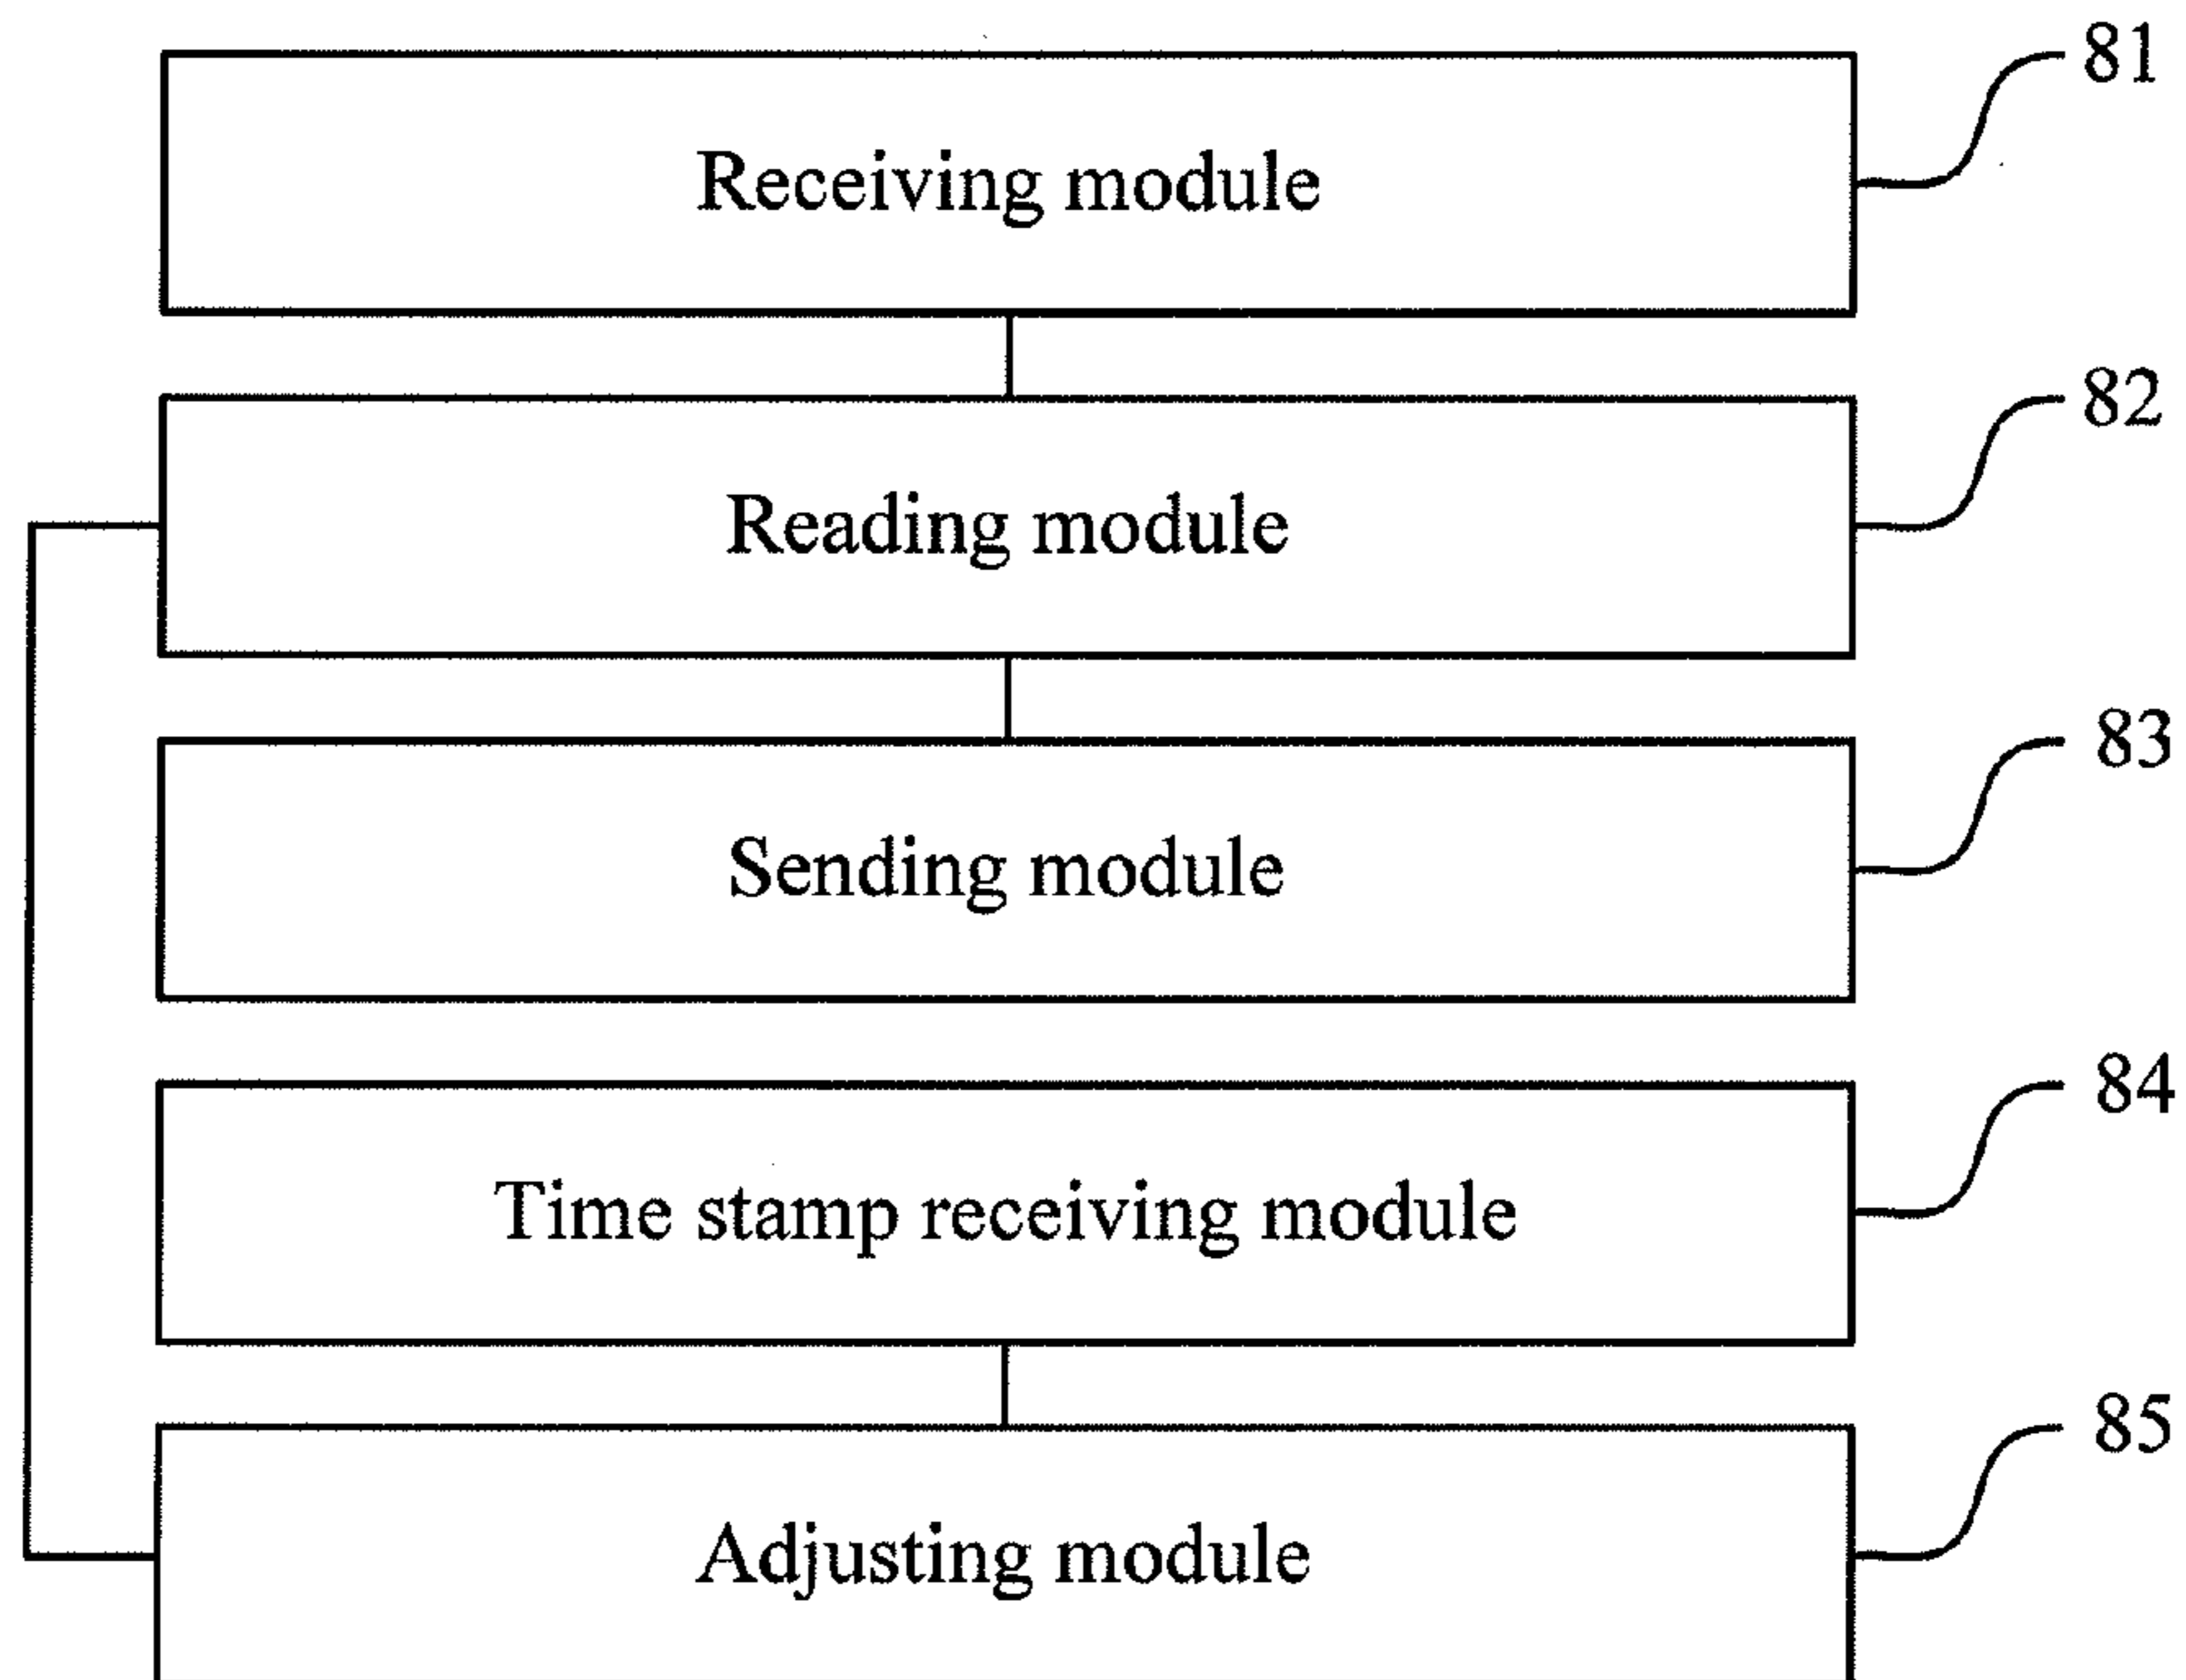 81
Receiving module
82
Reading module
83
Sending module
84
Time stamp receiving module
85
Adjusting module